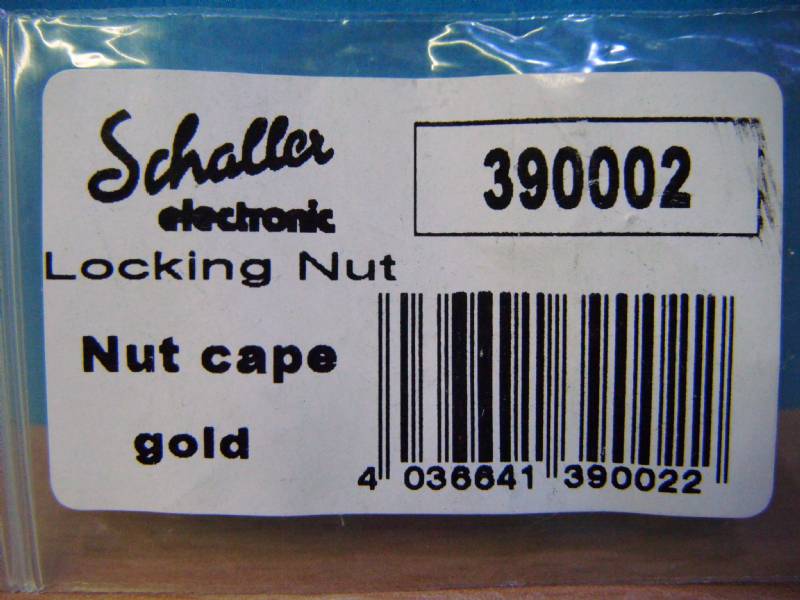 Schaller
electronic
390002
Locking Nut
Nut cape
gold
4 036641 390022